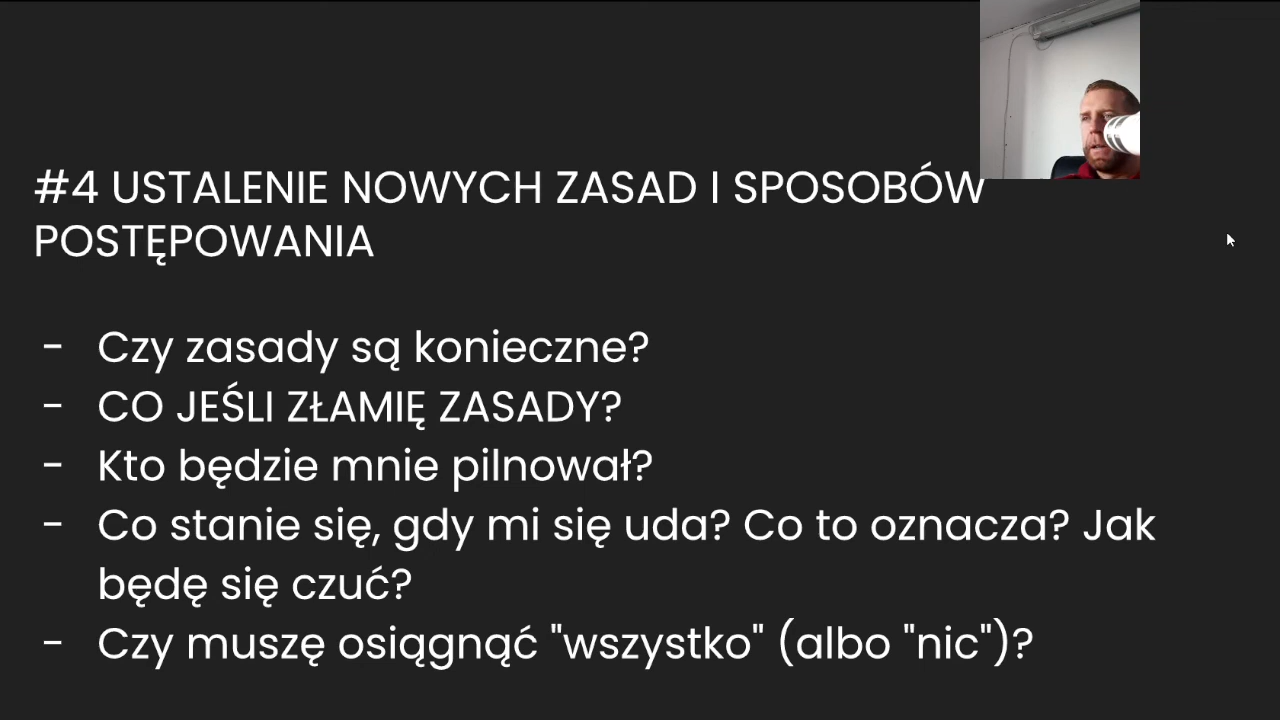 #4 USTALENIE NOWYCH ZASAD I SPOSOBÓW
POSTĘPOWANIA
- Czy zasady są konieczne?
- CO JEŚLI ZŁAMIĘ ZASADY?
- Kto będzie mnie pilnował?
- Co stanie się, gdy mi się uda? Co to oznacza? Jak
będę się czuć?
- Czy muszę osiągnąć "wszystko" (albo "nic")?